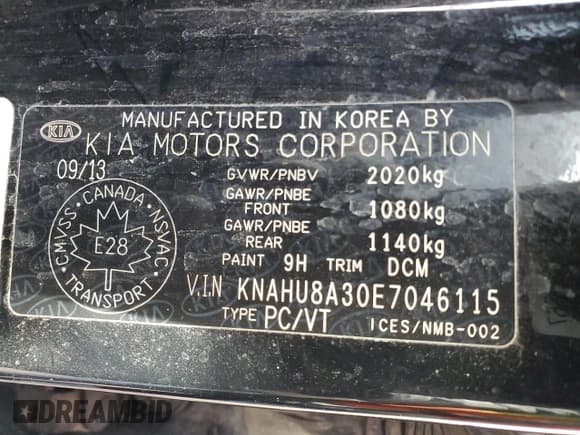 MANUFACTURED IN KOREA BY
KIA KIA MOTORS CORPORATION
09/13 GVWR/PNBV 2020kg
GAWR/PNBE
FRONT 1080kg
GAWR/PNBE
REAR 1140kg
PAINT 9H TRIM DCM
CMVSS · CANADA · NSVAC
E28
TRANSPORT
V.I.N KNAHU8A30E7046115
TYPE PC/VT ICES/NMB-002
DREAMBID